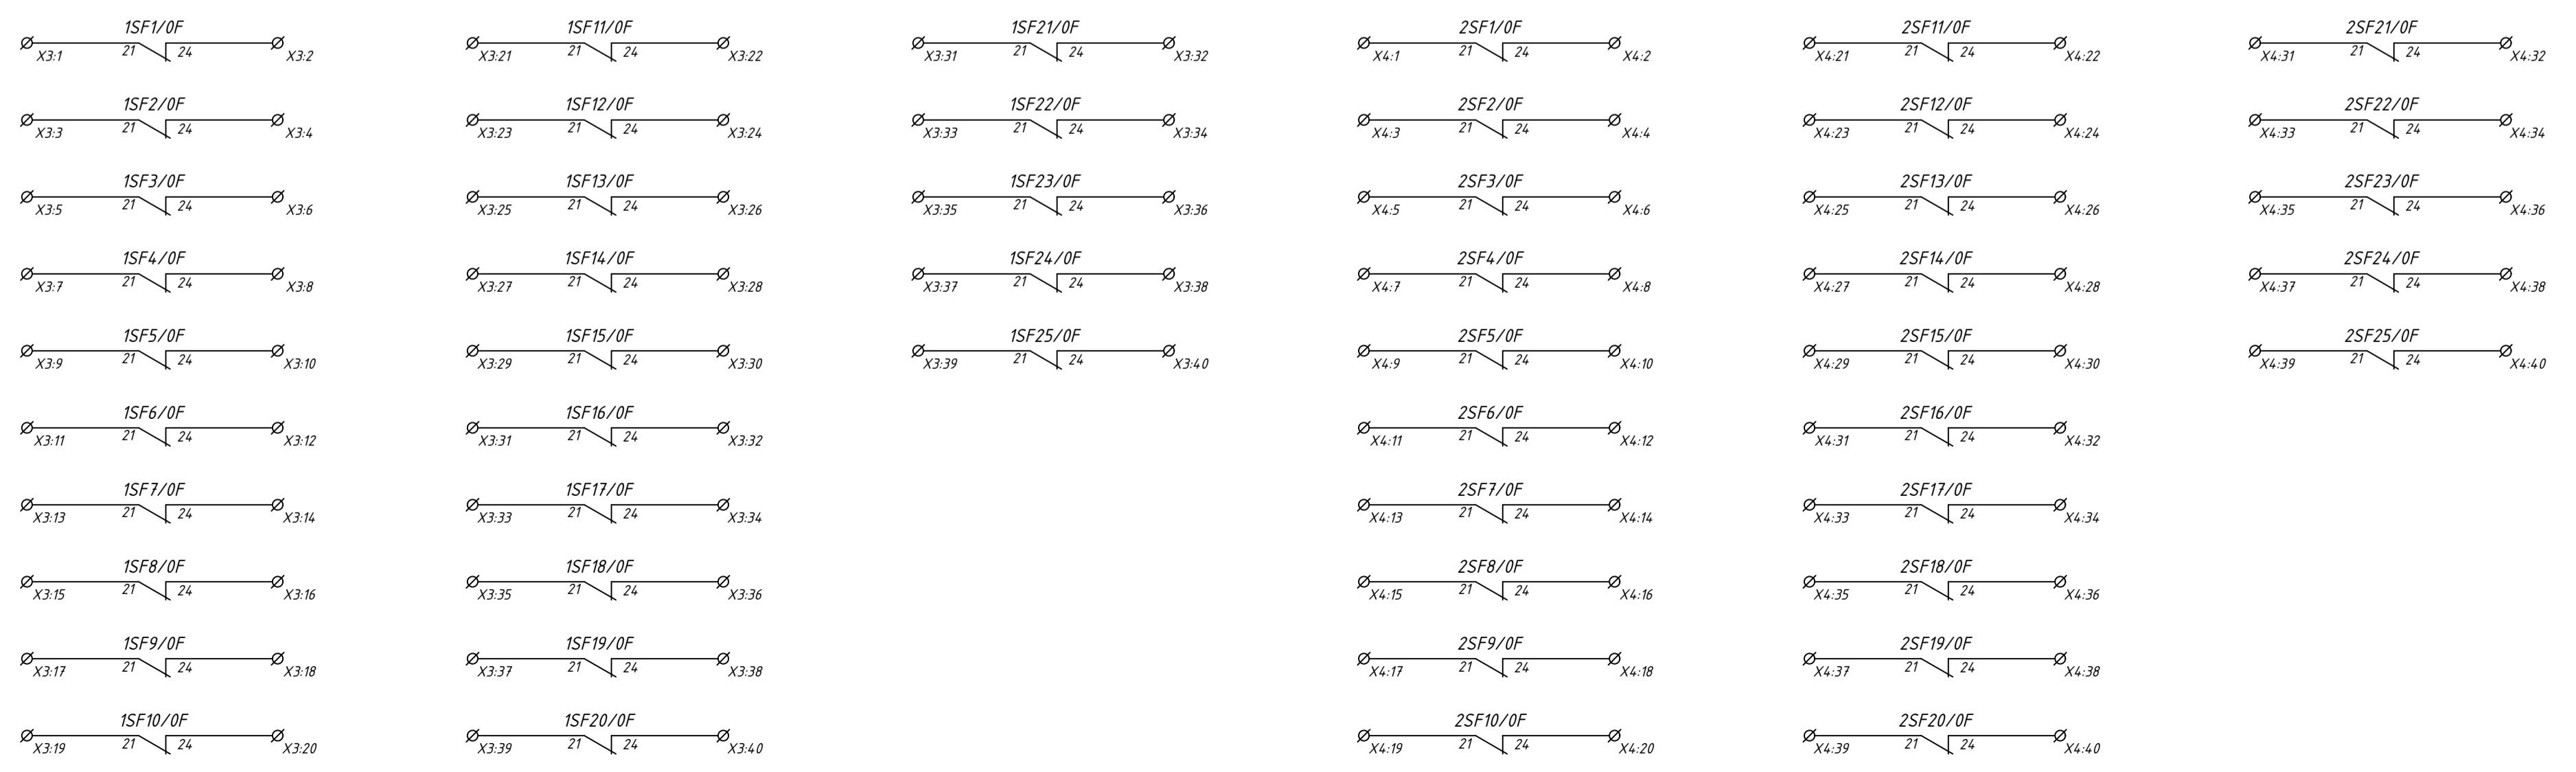 1SF1/0F 1SF11/0F 1SF21/0F 2SF1/0F 2SF11/0F 2SF21/0F
X3:1 21 24 X3:2 X3:21 21 24 X3:22 X3:31 21 24 X3:32 X4:1 21 24 X4:2 X4:21 21 24 X4:22 X4:31 21 24 X4:32
1SF2/0F 1SF12/0F 1SF22/0F 2SF2/0F 2SF12/0F 2SF22/0F
X3:3 21 24 X3:4 X3:23 21 24 X3:24 X3:33 21 24 X3:34 X4:3 21 24 X4:4 X4:23 21 24 X4:24 X4:33 21 24 X4:34
1SF3/0F 1SF13/0F 1SF23/0F 2SF3/0F 2SF13/0F 2SF23/0F
X3:5 21 24 X3:6 X3:25 21 24 X3:26 X3:35 21 24 X3:36 X4:5 21 24 X4:6 X4:25 21 24 X4:26 X4:35 21 24 X4:36
1SF4/0F 1SF14/0F 1SF24/0F 2SF4/0F 2SF14/0F 2SF24/0F
X3:7 21 24 X3:8 X3:27 21 24 X3:28 X3:37 21 24 X3:38 X4:7 21 24 X4:8 X4:27 21 24 X4:28 X4:37 21 24 X4:38
1SF5/0F 1SF15/0F 1SF25/0F 2SF5/0F 2SF15/0F 2SF25/0F
X3:9 21 24 X3:10 X3:29 21 24 X3:30 X3:39 21 24 X3:40 X4:9 21 24 X4:10 X4:29 21 24 X4:30 X4:39 21 24 X4:40
1SF6/0F 1SF16/0F 2SF6/0F 2SF16/0F
X3:11 21 24 X3:12 X3:31 21 24 X3:32 X4:11 21 24 X4:12 X4:31 21 24 X4:32
1SF7/0F 1SF17/0F 2SF7/0F 2SF17/0F
X3:13 21 24 X3:14 X3:33 21 24 X3:34 X4:13 21 24 X4:14 X4:33 21 24 X4:34
1SF8/0F 1SF18/0F 2SF8/0F 2SF18/0F
X3:15 21 24 X3:16 X3:35 21 24 X3:36 X4:15 21 24 X4:16 X4:35 21 24 X4:36
1SF9/0F 1SF19/0F 2SF9/0F 2SF19/0F
X3:17 21 24 X3:18 X3:37 21 24 X3:38 X4:17 21 24 X4:18 X4:37 21 24 X4:38
1SF10/0F 1SF20/0F 2SF10/0F 2SF20/0F
X3:19 21 24 X3:20 X3:39 21 24 X3:40 X4:19 21 24 X4:20 X4:39 21 24 X4:40